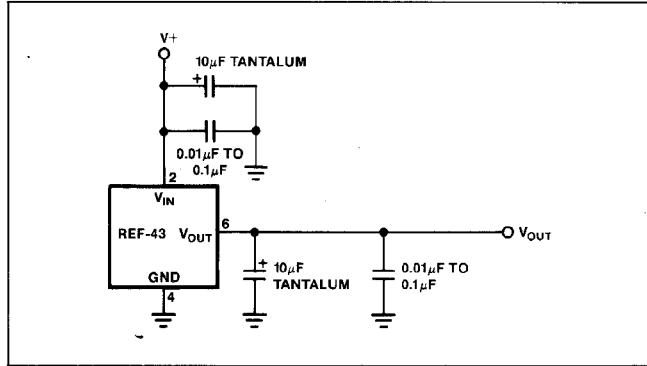 V+
10μF TANTALUM
+
0.01μF TO
0.1μF
2
VIN
REF-43 VOUT 6
VOUT
GND
4
+ 10μF
TANTALUM
0.01μF TO
0.1μF